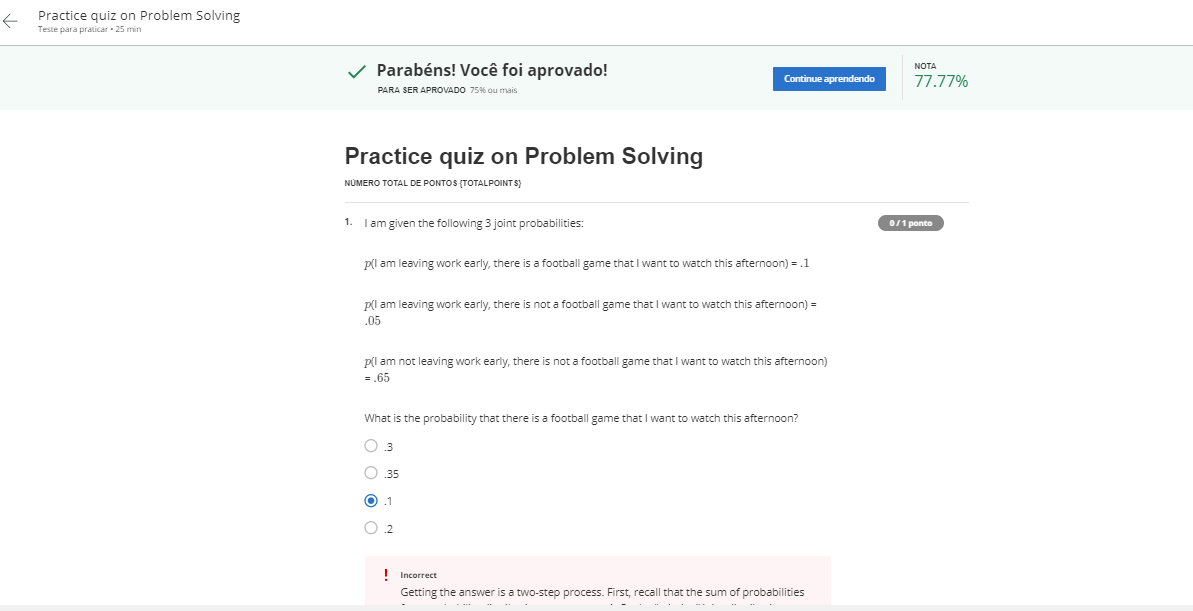 Practice quiz on Problem Solving
Teste para praticar • 25 min
Parabéns! Você foi aprovado!
PARA SER APROVADO 75% ou mais
Continue aprendendo
NOTA
77.77%
Practice quiz on Problem Solving
NÚMERO TOTAL DE PONTOS {TOTALPOINTS}
1. I am given the following 3 joint probabilities:
0 / 1 ponto
p(I am leaving work early, there is a football game that I want to watch this afternoon) = .1
p(I am leaving work early, there is not a football game that I want to watch this afternoon) =
.05
p(I am not leaving work early, there is not a football game that I want to watch this afternoon)
= .65
What is the probability that there is a football game that I want to watch this afternoon?
.3
.35
.1
.2
! Incorrect
Getting the answer is a two-step process. First, recall that the sum of probabilities